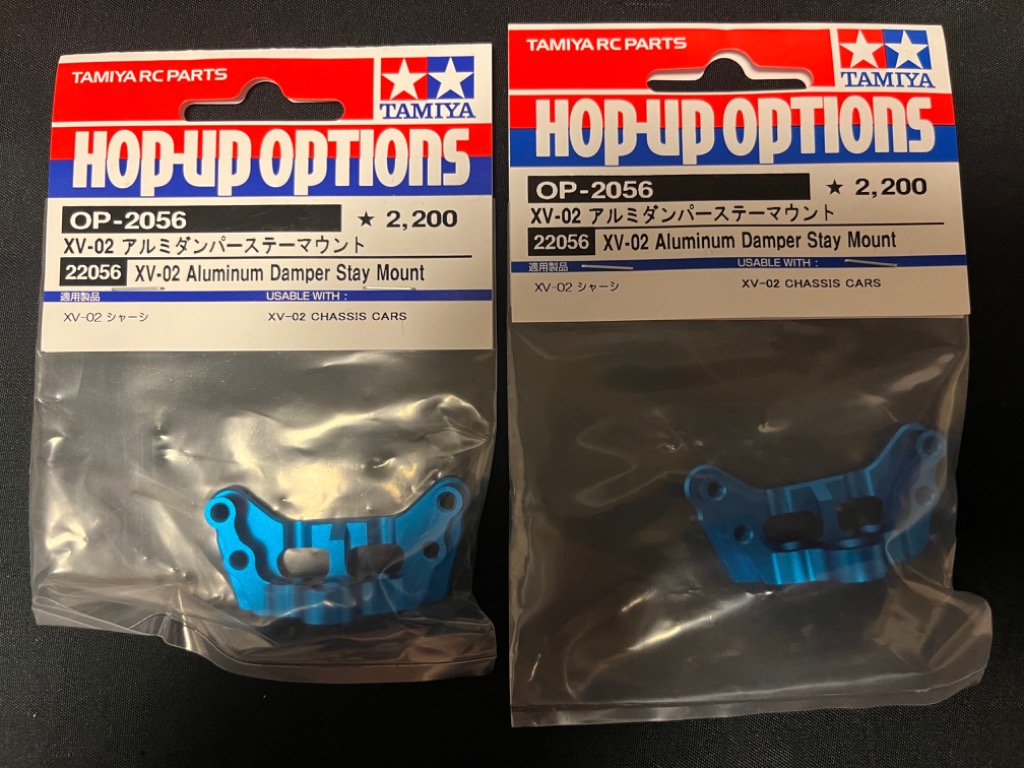 TAMIYA RC PARTS
TAMIYA
HOP-UP OPTIONS
OP-2056 ★ 2,200
XV-02 アルミダンパーステーマウント
22056 XV-02 Aluminum Damper Stay Mount
適用製品 USABLE WITH :
XV-02 シャーシ XV-02 CHASSIS CARS
TAMIYA RC PARTS
TAMIYA
HOP-UP OPTIONS
OP-2056 ★ 2,200
XV-02 アルミダンパーステーマウント
22056 XV-02 Aluminum Damper Stay Mount
適用製品 USABLE WITH :
XV-02 シャーシ XV-02 CHASSIS CARS